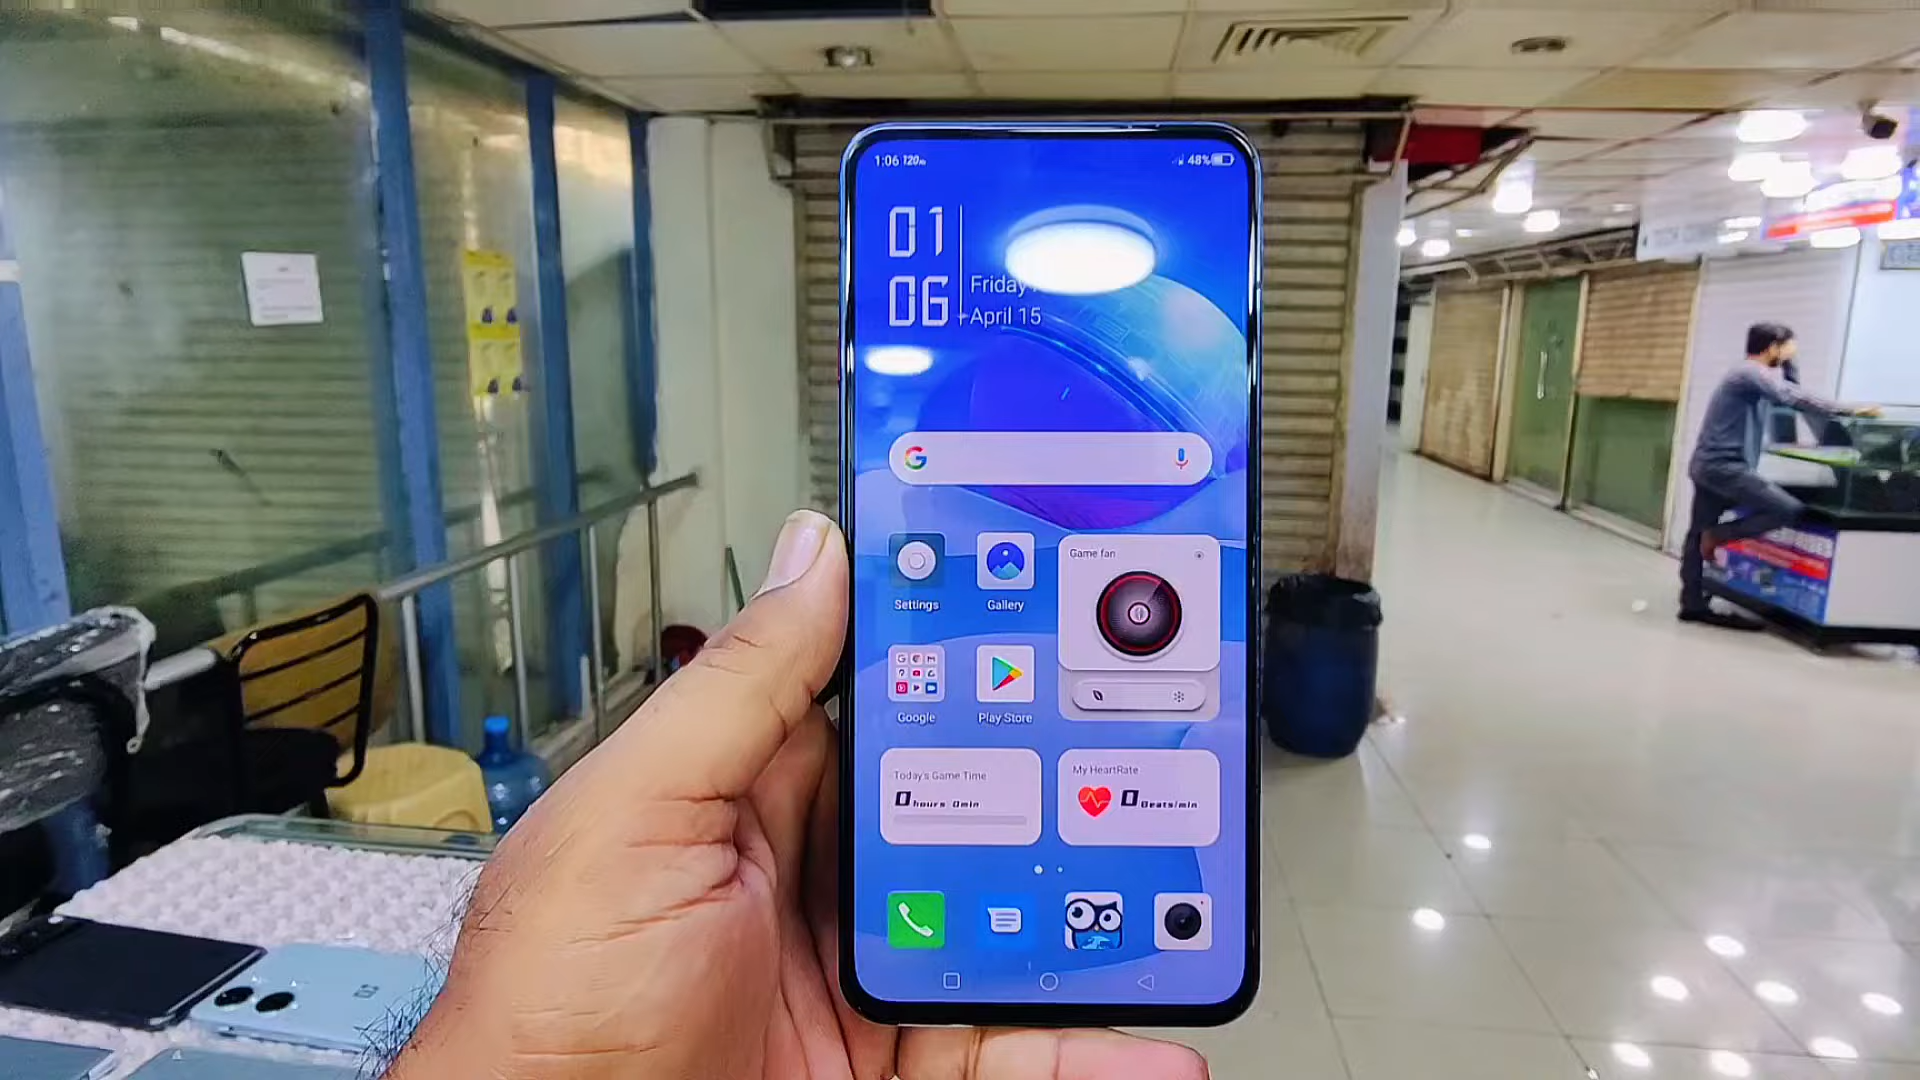 1:06 120Hz
48%
01
06
Friday
April 15
G
Game fan
Settings
Gallery
Google
Play Store
Today's Game Time
0 hours 0min
My HeartRate
0 Beats/min